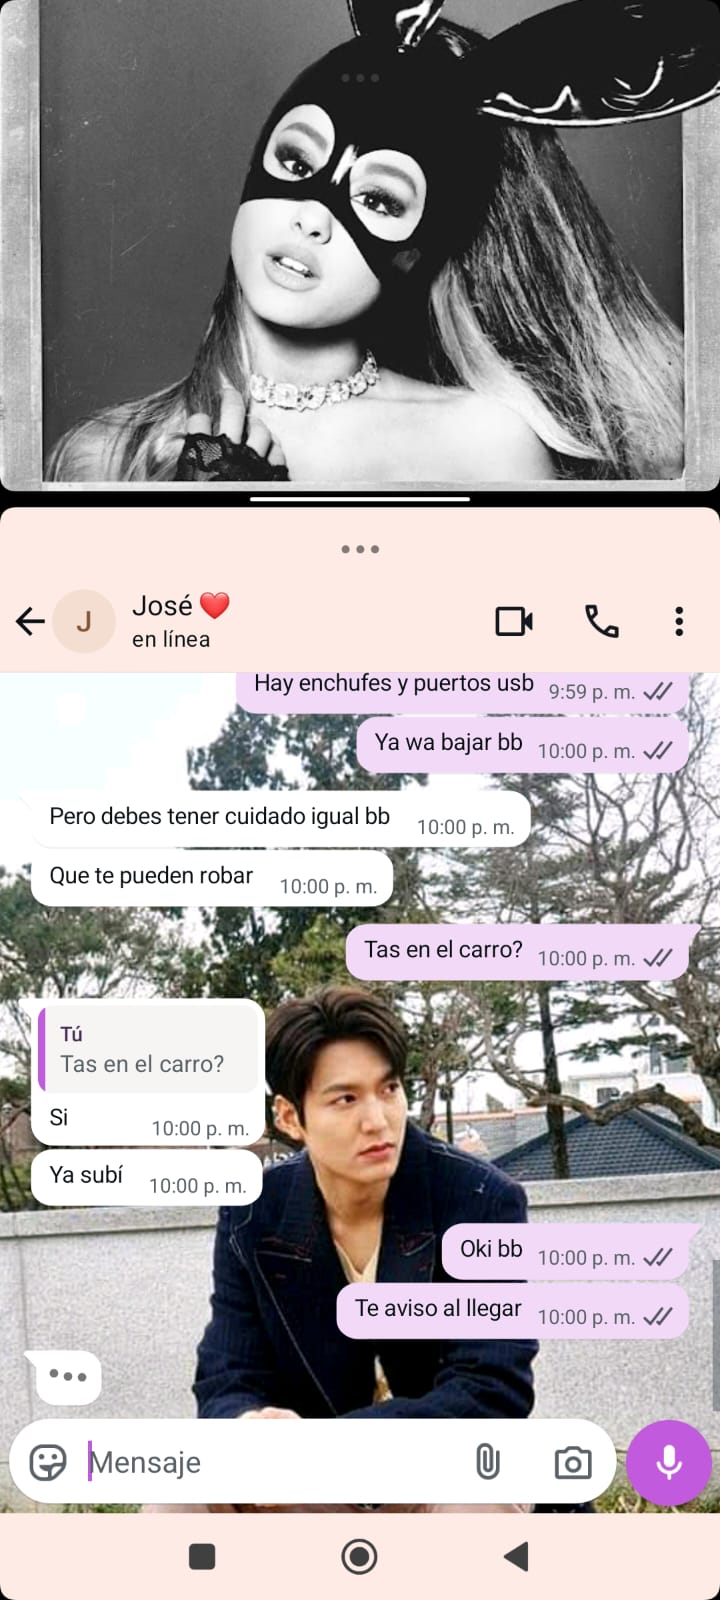 José ❤️
en línea
Hay enchufes y puertos usb 9:59 p. m.
Ya wa bajar bb 10:00 p. m.
Pero debes tener cuidado igual bb 10:00 p. m.
Que te pueden robar 10:00 p. m.
Tas en el carro? 10:00 p. m.
Tú
Tas en el carro?
Si 10:00 p. m.
Ya subí 10:00 p. m.
Oki bb 10:00 p. m.
Te aviso al llegar 10:00 p. m.
Mensaje